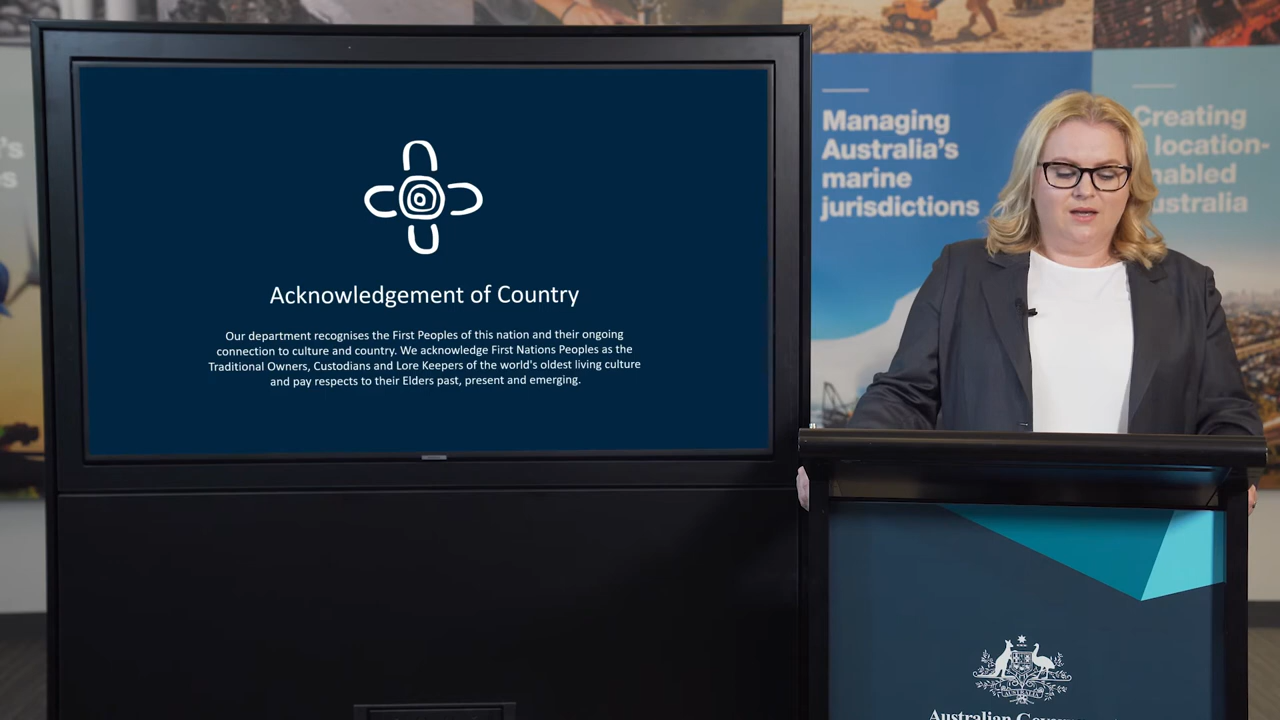 Acknowledgement of Country
Our department recognises the First Peoples of this nation and their ongoing
connection to culture and country. We acknowledge First Nations Peoples as the
Traditional Owners, Custodians and Lore Keepers of the world's oldest living culture
and pay respects to their Elders past, present and emerging.
Managing
Australia's
marine
jurisdictions
Creating
location-
nabled
ustralia
Australian